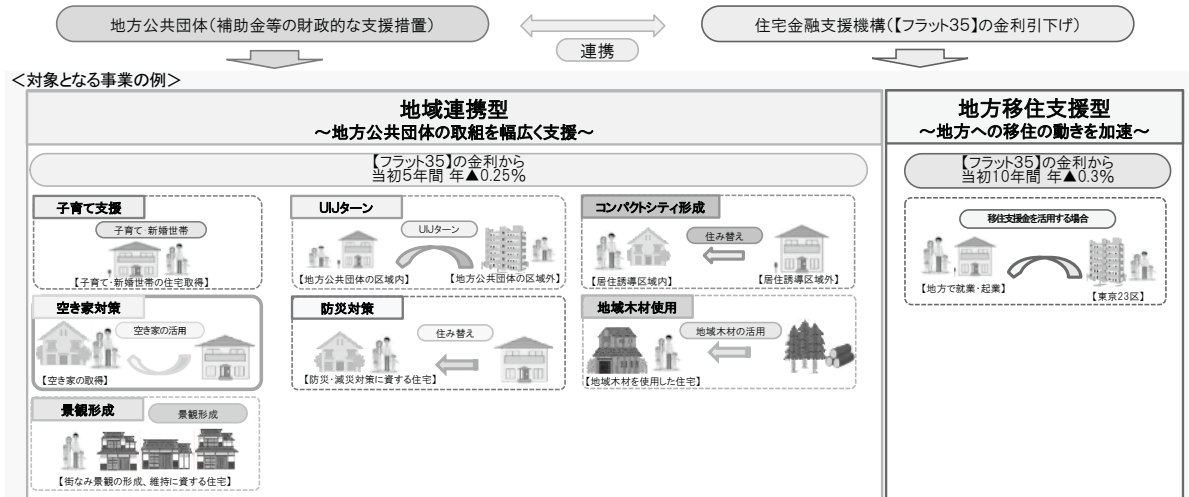 地方公共団体(補助金等の財政的な支援措置)
連携
住宅金融支援機構(【フラット35】の金利引下げ)
＜対象となる事業の例＞
地域連携型
～地方公共団体の取組を幅広く支援～
【フラット35】の金利から
当初5年間 年▲0.25%
子育て支援
子育て・新婚世帯
【子育て・新婚世帯の住宅取得】
UIJターン
UIJターン
【地方公共団体の区域内】
【地方公共団体の区域外】
コンパクトシティ形成
住み替え
【居住誘導区域内】
【居住誘導区域外】
空き家対策
空き家の活用
【空き家の取得】
防災対策
住み替え
【防災・減災対策に資する住宅】
地域木材使用
地域木材の活用
【地域木材を使用した住宅】
景観形成
景観形成
【街なみ景観の形成、維持に資する住宅】
地方移住支援型
～地方への移住の動きを加速～
【フラット35】の金利から
当初10年間 年▲0.3%
移住支援金を活用する場合
【地方で就業・起業】
【東京23区】